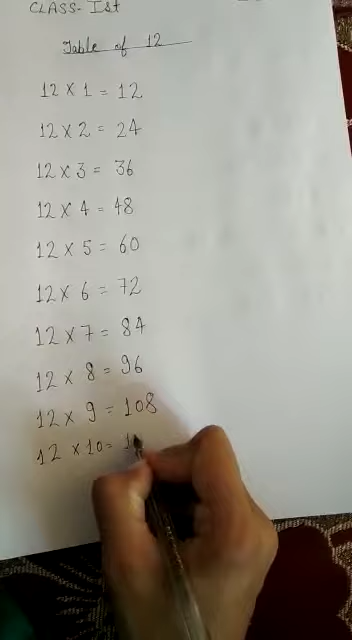 CLASS- Ist
Table of 12
12 × 1 = 12
12 × 2 = 24
12 × 3 = 36
12 × 4 = 48
12 × 5 = 60
12 × 6 = 72
12 × 7 = 84
12 × 8 = 96
12 × 9 = 108
12 × 10 = 1